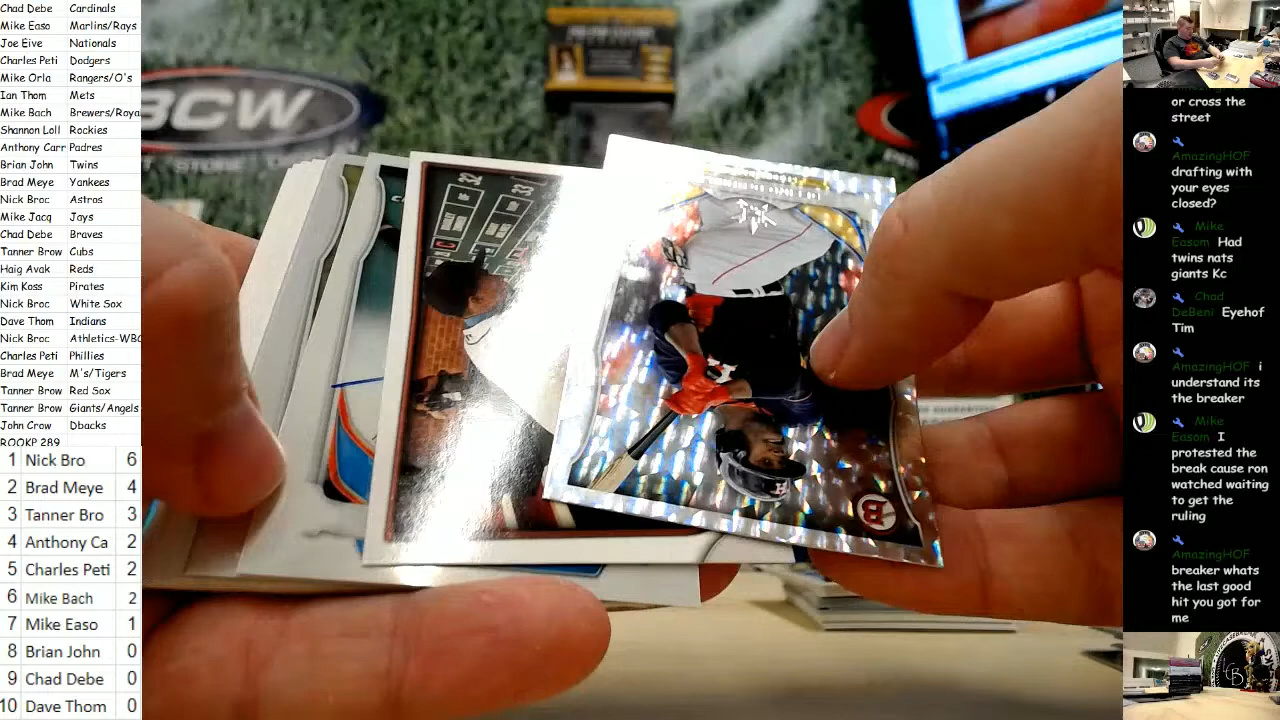 Chad Debe Cardinals
Mike Easo Marlins/Rays
Joe Eive Nationals
Charles Peti Dodgers
Mike Orla Rangers/O's
Ian Thom Mets
Mike Bach Brewers/Roya
Shannon Loll Rockies
Anthony Carr Padres
Brian John Twins
Brad Meye Yankees
Nick Broc Astros
Mike Jacq Jays
Chad Debe Braves
Tanner Brow Cubs
Haig Avak Reds
Kim Koss Pirates
Nick Broc White Sox
Dave Thom Indians
Nick Broc Athletics-WBC
Charles Peti Phillies
Brad Meye M's/Tigers
Tanner Brow Red Sox
Tanner Brow Giants/Angels
John Crow Dbacks
ROOKP 289
1 Nick Bro 6
2 Brad Meye 4
3 Tanner Bro 3
4 Anthony Ca 2
5 Charles Peti 2
6 Mike Bach 2
7 Mike Easo 1
8 Brian John 0
9 Chad Debe 0
10 Dave Thom 0
BCW
32
33
B
or cross the
street
AmazingHOF
drafting with
your eyes
closed?
Mike
Easom Had
twins nats
giants Kc
Chad
DeBeni Eyehof
Tim
AmazingHOF i
understand its
the breaker
Mike
Easom I
protested the
break cause ron
watched waiting
to get the
ruling
AmazingHOF
breaker whats
the last good
hit you got for
me